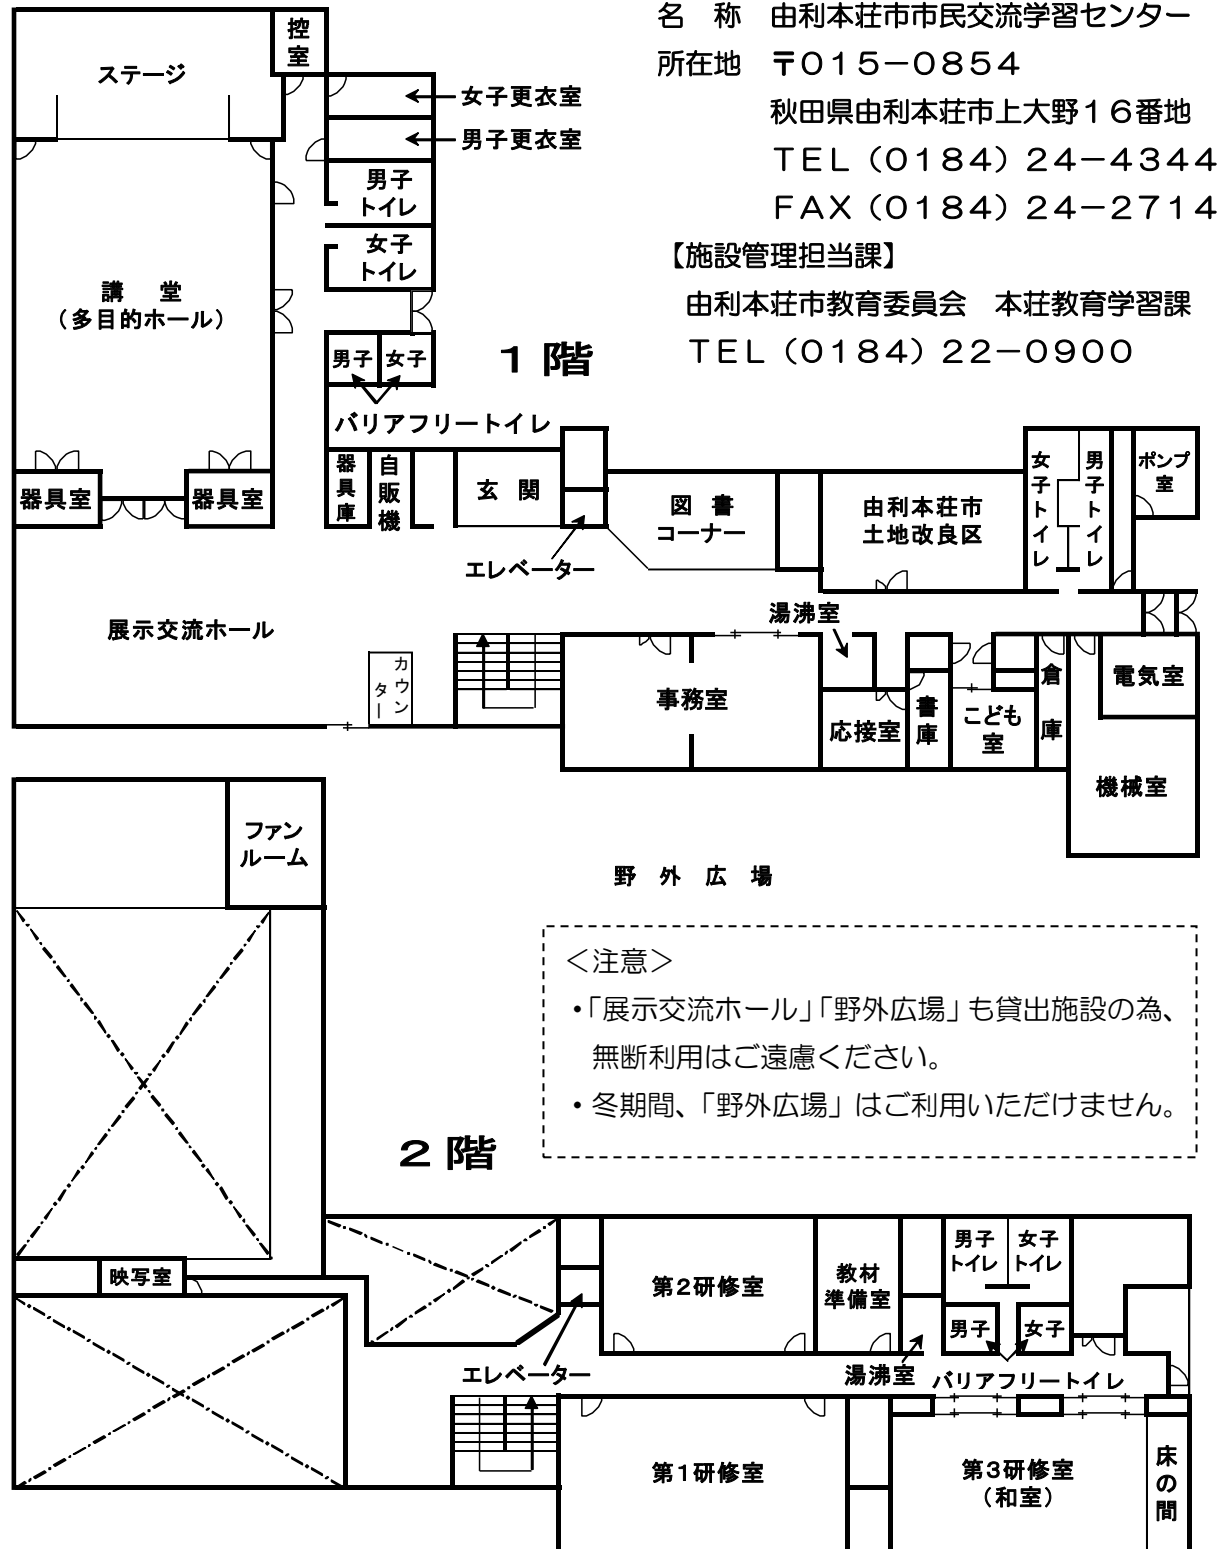 名　称　由利本荘市市民交流学習センター
所在地　〒０１５－０８５４
秋田県由利本荘市上大野１６番地
ＴＥＬ（０１８４）２４－４３４４
ＦＡＸ（０１８４）２４－２７１４
【施設管理担当課】
由利本荘市教育委員会　本荘教育学習課
ＴＥＬ（０１８４）２２－０９００
１階
控室
ステージ
女子更衣室
男子更衣室
男子
トイレ
女子
トイレ
講　堂
（多目的ホール）
男子
女子
バリアフリートイレ
器具室
器具室
器具庫
自販機
玄　関
エレベーター
図　書
コーナー
由利本荘市
土地改良区
女子トイレ
男子トイレ
ポンプ
室
展示交流ホール
カウン
ター
湯沸室
事務室
応接室
書庫
こども
室
倉庫
電気室
機械室
野　外　広　場
＜注意＞
・「展示交流ホール」「野外広場」も貸出施設の為、
無断利用はご遠慮ください。
・冬期間、「野外広場」はご利用いただけません。
２階
ファン
ルーム
映写室
エレベーター
第２研修室
教材
準備室
湯沸室
男子
トイレ
女子
トイレ
男子
女子
バリアフリートイレ
第１研修室
第３研修室
（和室）
床の間